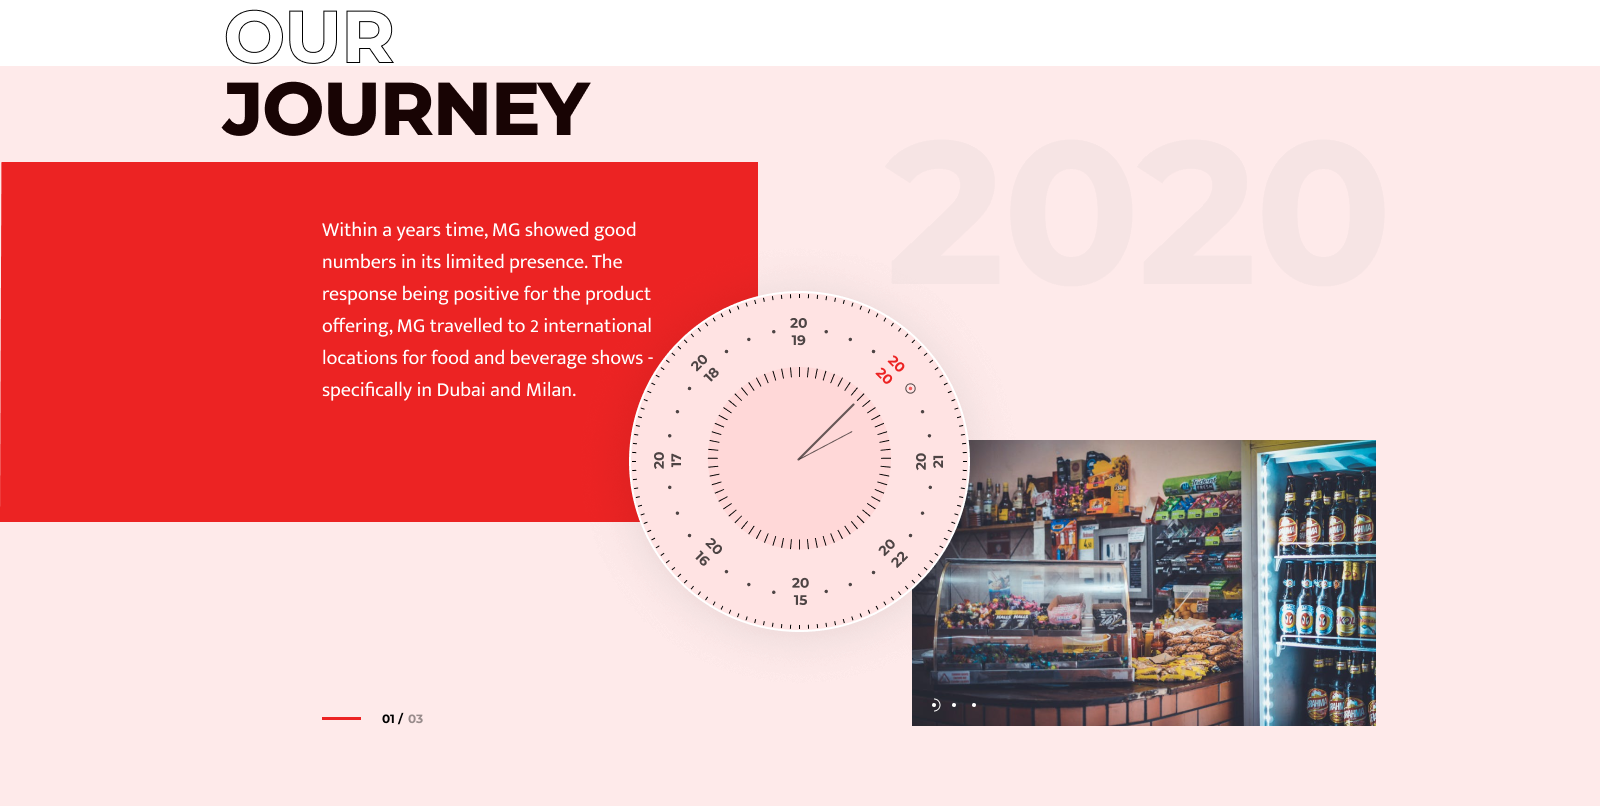 OUR
JOURNEY
2020
Within a years time, MG showed good
numbers in its limited presence. The
response being positive for the product
offering, MG travelled to 2 international
locations for food and beverage shows -
specifically in Dubai and Milan.
20
19
20
20
20
21
20
22
20
15
20
16
20
17
20
18
01 / 03